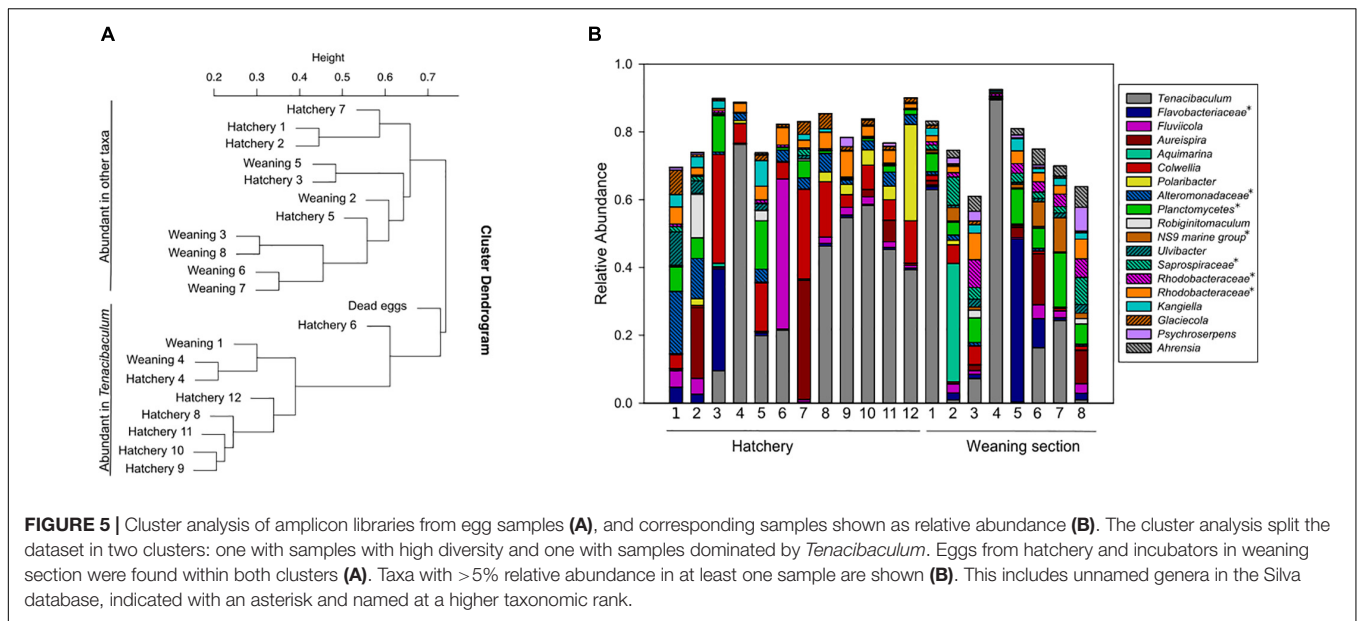 A
Height
0.2 0.3 0.4 0.5 0.6 0.7
Abundant in other taxa
Hatchery 7
Hatchery 1
Hatchery 2
Weaning 5
Hatchery 3
Weaning 2
Hatchery 5
Weaning 3
Weaning 8
Weaning 6
Weaning 7
Abundant in Tenacibaculum
Dead eggs
Hatchery 6
Weaning 1
Weaning 4
Hatchery 4
Hatchery 12
Hatchery 8
Hatchery 11
Hatchery 10
Hatchery 9
Cluster Dendrogram
B
Relative Abundance
1.0
0.8
0.6
0.4
0.2
0.0
1 2 3 4 5 6 7 8 9 10 11 12 1 2 3 4 5 6 7 8
Hatchery Weaning section
Tenacibaculum
Flavobacteriaceae*
Fluviicola
Aureispira
Aquimarina
Colwellia
Polaribacter
Alteromonadaceae*
Planctomycetes*
Robiginitomaculum
NS9 marine group*
Ulvibacter
Saprospiraceae*
Rhodobacteraceae*
Rhodobacteraceae*
Kangiella
Glaciecola
Psychroserpens
Ahrensia
FIGURE 5 | Cluster analysis of amplicon libraries from egg samples (A), and corresponding samples shown as relative abundance (B). The cluster analysis split the
dataset in two clusters: one with samples with high diversity and one with samples dominated by Tenacibaculum. Eggs from hatchery and incubators in weaning
section were found within both clusters (A). Taxa with >5% relative abundance in at least one sample are shown (B). This includes unnamed genera in the Silva
database, indicated with an asterisk and named at a higher taxonomic rank.